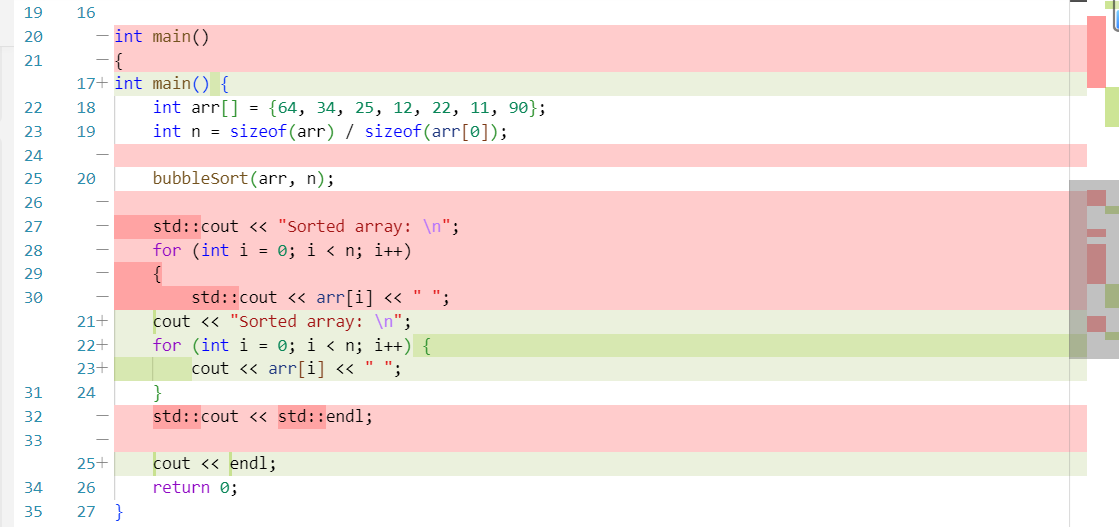 19 16
20 − int main()
21 − {
17+ int main() {
22 18 int arr[] = {64, 34, 25, 12, 22, 11, 90};
23 19 int n = sizeof(arr) / sizeof(arr[0]);
24 −
25 20 bubbleSort(arr, n);
26 −
27 − std::cout << "Sorted array: \n";
28 − for (int i = 0; i < n; i++)
29 − {
30 − std::cout << arr[i] << " ";
21+ cout << "Sorted array: \n";
22+ for (int i = 0; i < n; i++) {
23+ cout << arr[i] << " ";
31 24 }
32 − std::cout << std::endl;
33 −
25+ cout << endl;
34 26 return 0;
35 27 }